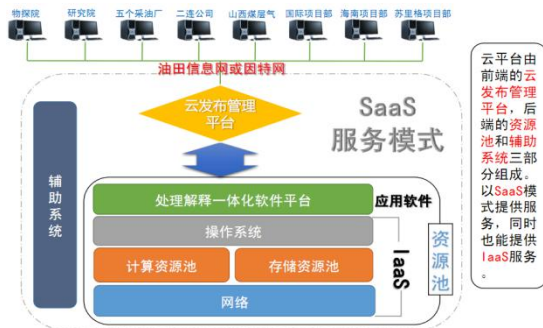 物探院 研究院 五个采油厂 二连公司 山西煤层气 国际项目部 海南项目部 苏里格项目部
油田信息网或因特网
云发布管理
平台
SaaS
服务模式
辅助系统
处理解释一体化软件平台
应用软件
操作系统
计算资源池 存储资源池
网络
IaaS
资源池
云平台由
前端的云
发布管理
平台，后
端的资源
池和辅助
系统三部
分组成。
以SaaS模
式提供服
务，同时
也能提供
IaaS服务
。